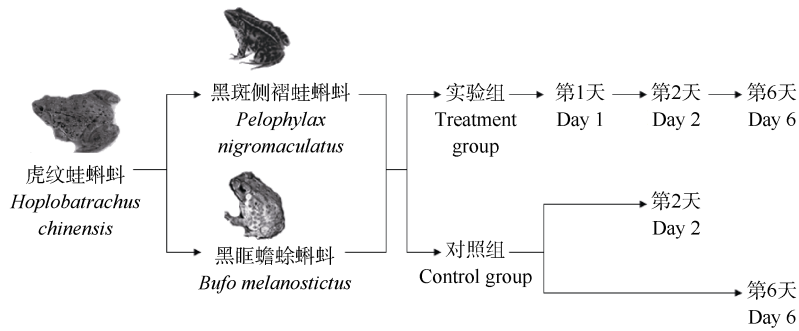 虎纹蛙蝌蚪
Hoplobatrachus
chinensis
黑斑侧褶蛙蝌蚪
Pelophylax
nigromaculatus
黑眶蟾蜍蝌蚪
Bufo melanostictus
实验组
Treatment
group
第1天
Day 1
第2天
Day 2
第6天
Day 6
对照组
Control group
第2天
Day 2
第6天
Day 6